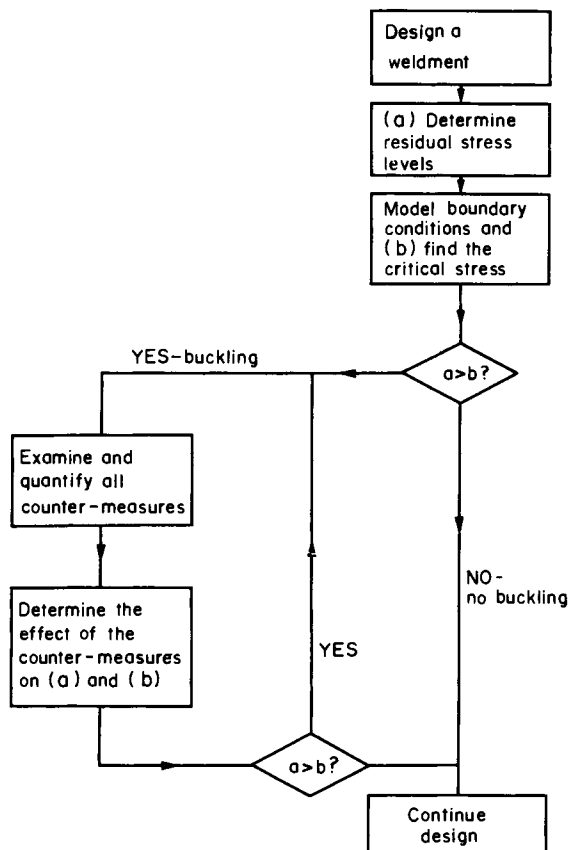 Design a
weldment
(a) Determine
residual stress
levels
Model boundary
conditions and
(b) find the
critical stress
a>b?
YES-buckling
Examine and
quantify all
counter-measures
Determine the
effect of the
counter-measures
on (a) and (b)
NO-
no buckling
YES
a>b?
Continue
design